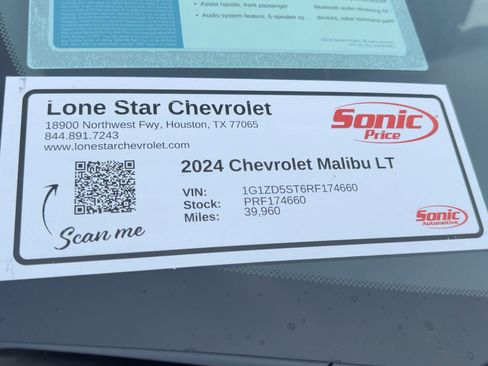 • Assist handle, front passenger
• Audio system feature, 6-speaker sy...
Bluetooth audio streaming for
devices, voice command pass
Lone Star Chevrolet
18900 Northwest Fwy, Houston, TX 77065
844.891.7243
www.lonestarchevrolet.com
Sonic
Price
2024 Chevrolet Malibu LT
VIN: 1G1ZD5ST6RF174660
Stock: PRF174660
Miles: 39,960
Scan me
Sonic
Automotive